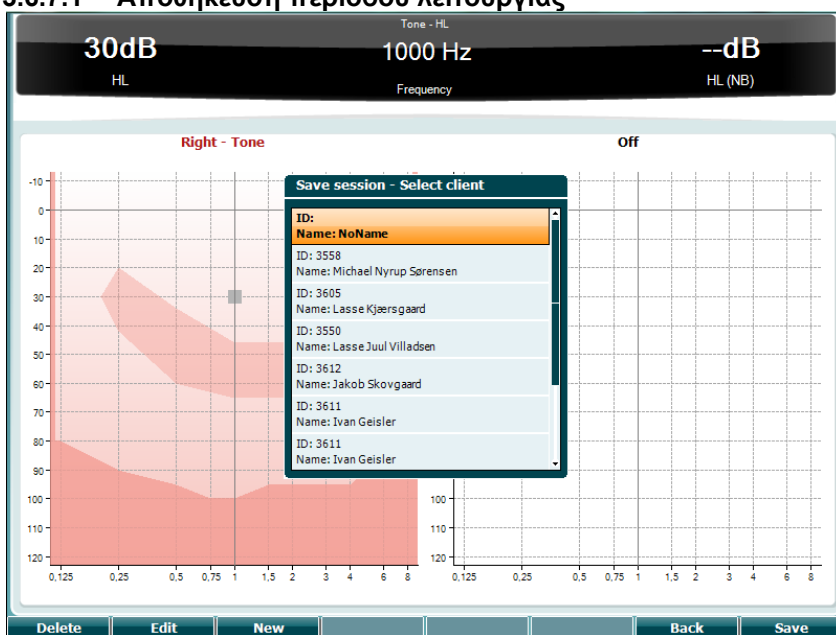 5.6.7.1 Αποθήκευση περιόδου λειτουργίας
Tone - HL
30dB
1000 Hz
--dB
HL
Frequency
HL (NB)
Right - Tone
Off
Save session - Select client
ID:
Name: NoName
ID: 3558
Name: Michael Nyrup Sørensen
ID: 3605
Name: Lasse Kjærsgaard
ID: 3550
Name: Lasse Juul Villadsen
ID: 3612
Name: Jakob Skovgaard
ID: 3611
Name: Ivan Geisler
ID: 3611
Name: Ivan Geisler
-10
0
10
20
30
40
50
60
70
80
90
100
110
120
100
110
120
0,125 0,25 0,5 0,75 1 1,5 2 3 4 6 8
0,125 0,25 0,5 0,75 1 1,5 2 3 4 6 8
Delete Edit New Back Save